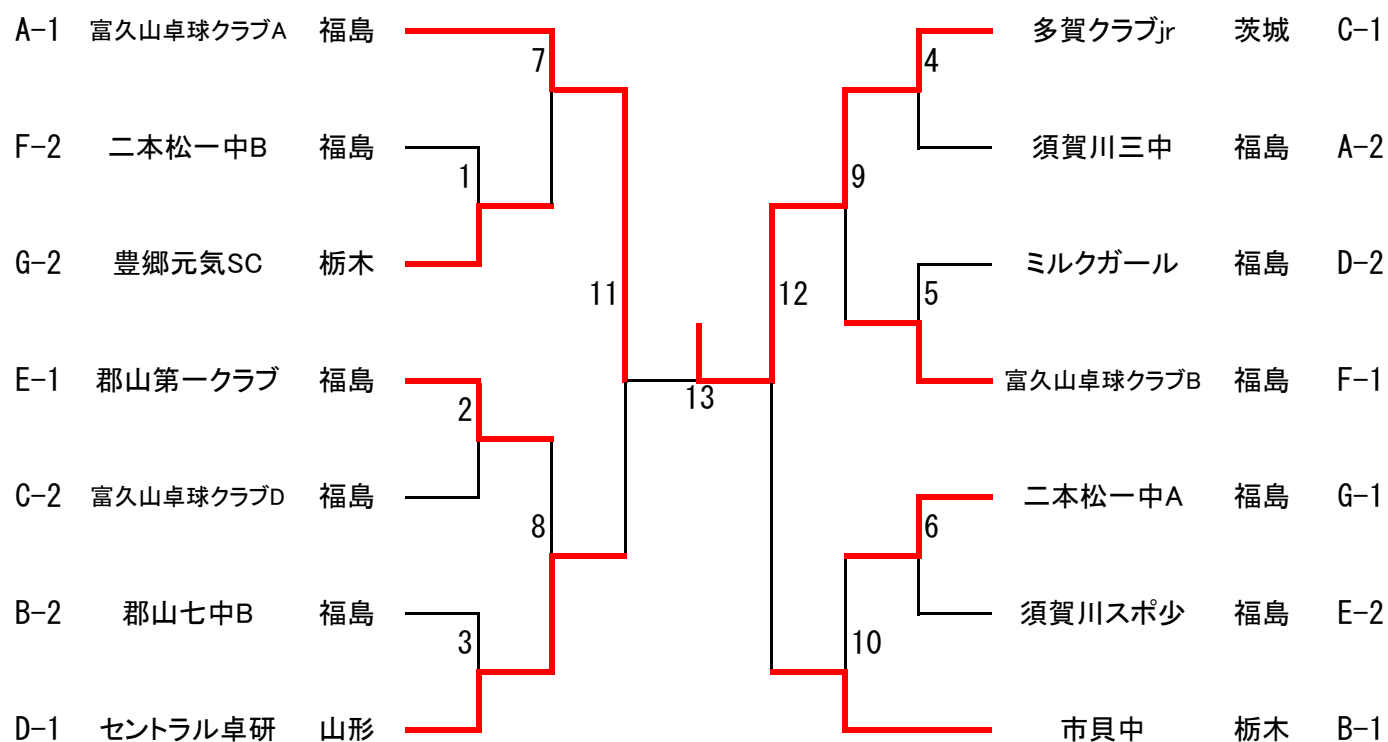 A-1 富久山卓球クラブA 福島
7
F-2 二本松一中B 福島
1
G-2 豊郷元気SC 栃木
11
E-1 郡山第一クラブ 福島
2
C-2 富久山卓球クラブD 福島
8
B-2 郡山七中B 福島
3
D-1 セントラル卓研 山形
13
多賀クラブjr 茨城 C-1
4
須賀川三中 福島 A-2
9
ミルクガール 福島 D-2
5
12
富久山卓球クラブB 福島 F-1
二本松一中A 福島 G-1
6
須賀川スポ少 福島 E-2
10
市貝中 栃木 B-1